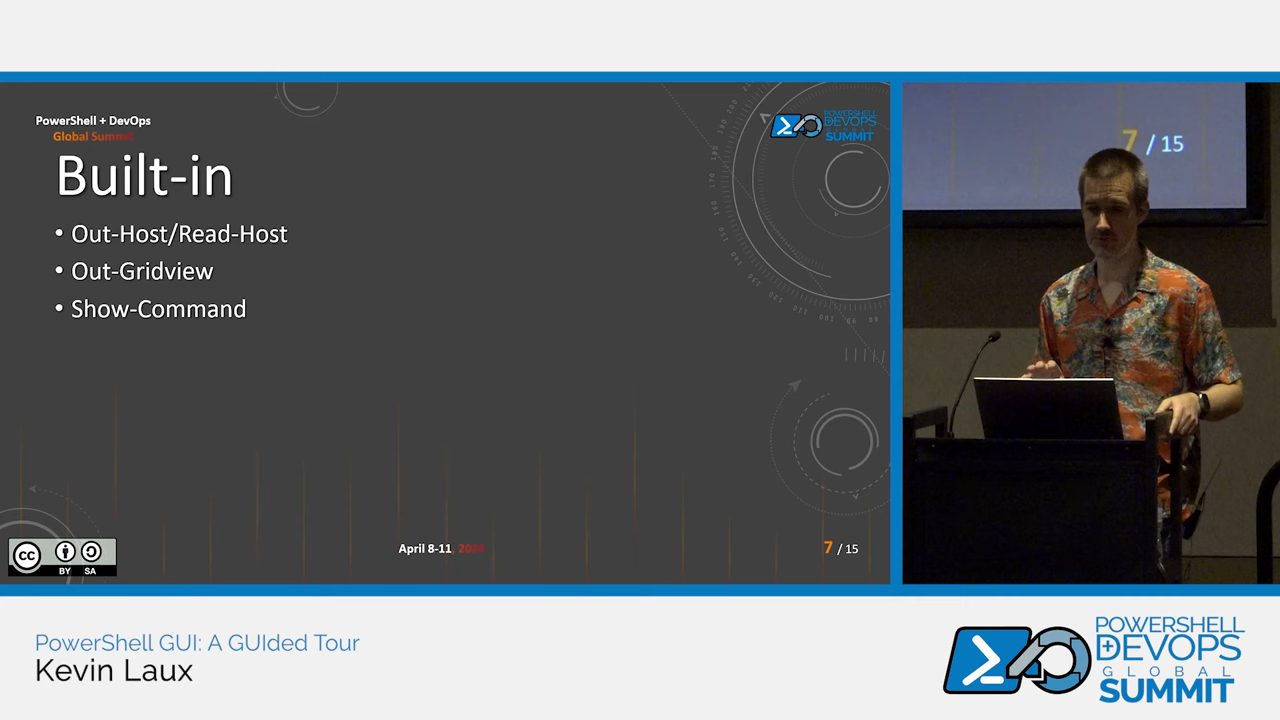 PowerShell + DevOps
Global Summit
Built-in
• Out-Host/Read-Host
• Out-Gridview
• Show-Command
POWERSHELL
DEVOPS
SUMMIT
April 8-11, 2024
7 / 15
CC
BY SA
7 / 15
PowerShell GUI: A GUIded Tour
Kevin Laux
POWERSHELL
DEVOPS
GLOBAL
SUMMIT